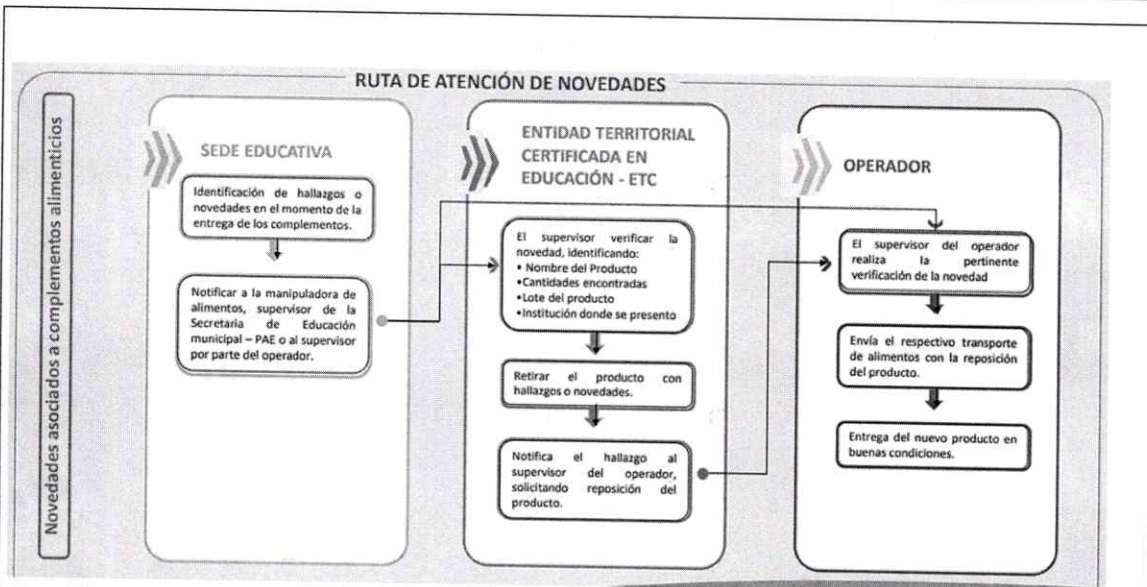 RUTA DE ATENCIÓN DE NOVEDADES
Novedades asociados a complementos alimenticios
SEDE EDUCATIVA
Identificación de hallazgos o
novedades en el momento de la
entrega de los complementos.
Notificar a la manipuladora de
alimentos, supervisor de la
Secretaria de Educación
municipal – PAE o al supervisor
por parte del operador.
ENTIDAD TERRITORIAL
CERTIFICADA EN
EDUCACIÓN - ETC
El supervisor verificar la
novedad, identificando:
• Nombre del Producto
•Cantidades encontradas
•Lote del producto
•Institución donde se presento
Retirar el producto con
hallazgos o novedades.
Notifica el hallazgo al
supervisor del operador,
solicitando reposición del
producto.
OPERADOR
El supervisor del operador
realiza la pertinente
verificación de la novedad
Envía el respectivo transporte
de alimentos con la reposición
del producto.
Entrega del nuevo producto en
buenas condiciones.